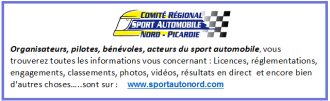 COMITÉ RÉGIONAL
SPORT AUTOMOBILE
NORD - PICARDIE
Organisateurs, pilotes, bénévoles, acteurs du sport automobile, vous
trouverez toutes les informations vous concernant : Licences, réglementations,
engagements, classements, photos, vidéos, résultats en direct et encore bien
d'autres choses.....sont sur : www.sportautonord.com